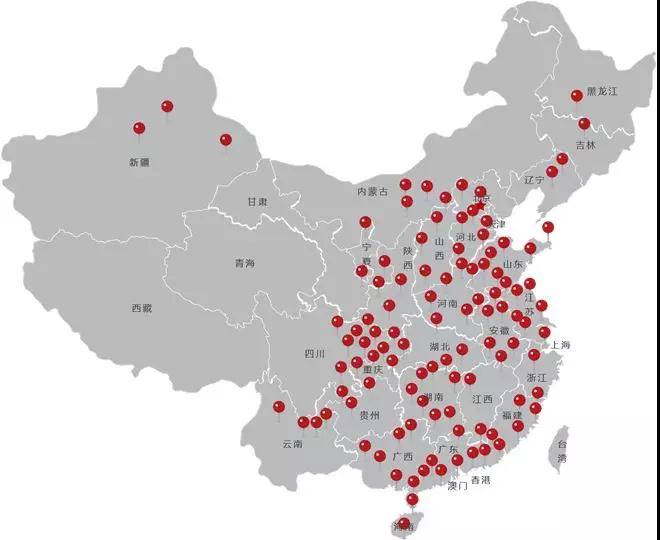 黑龙江
吉林
辽宁
新疆
内蒙古
甘肃
北京
天津
河北
山西
宁夏
陕西
青海
山东
西藏
河南
江苏
安徽
上海
四川
湖北
重庆
浙江
湖南
江西
贵州
福建
云南
广西
广东
台湾
香港
澳门
海南